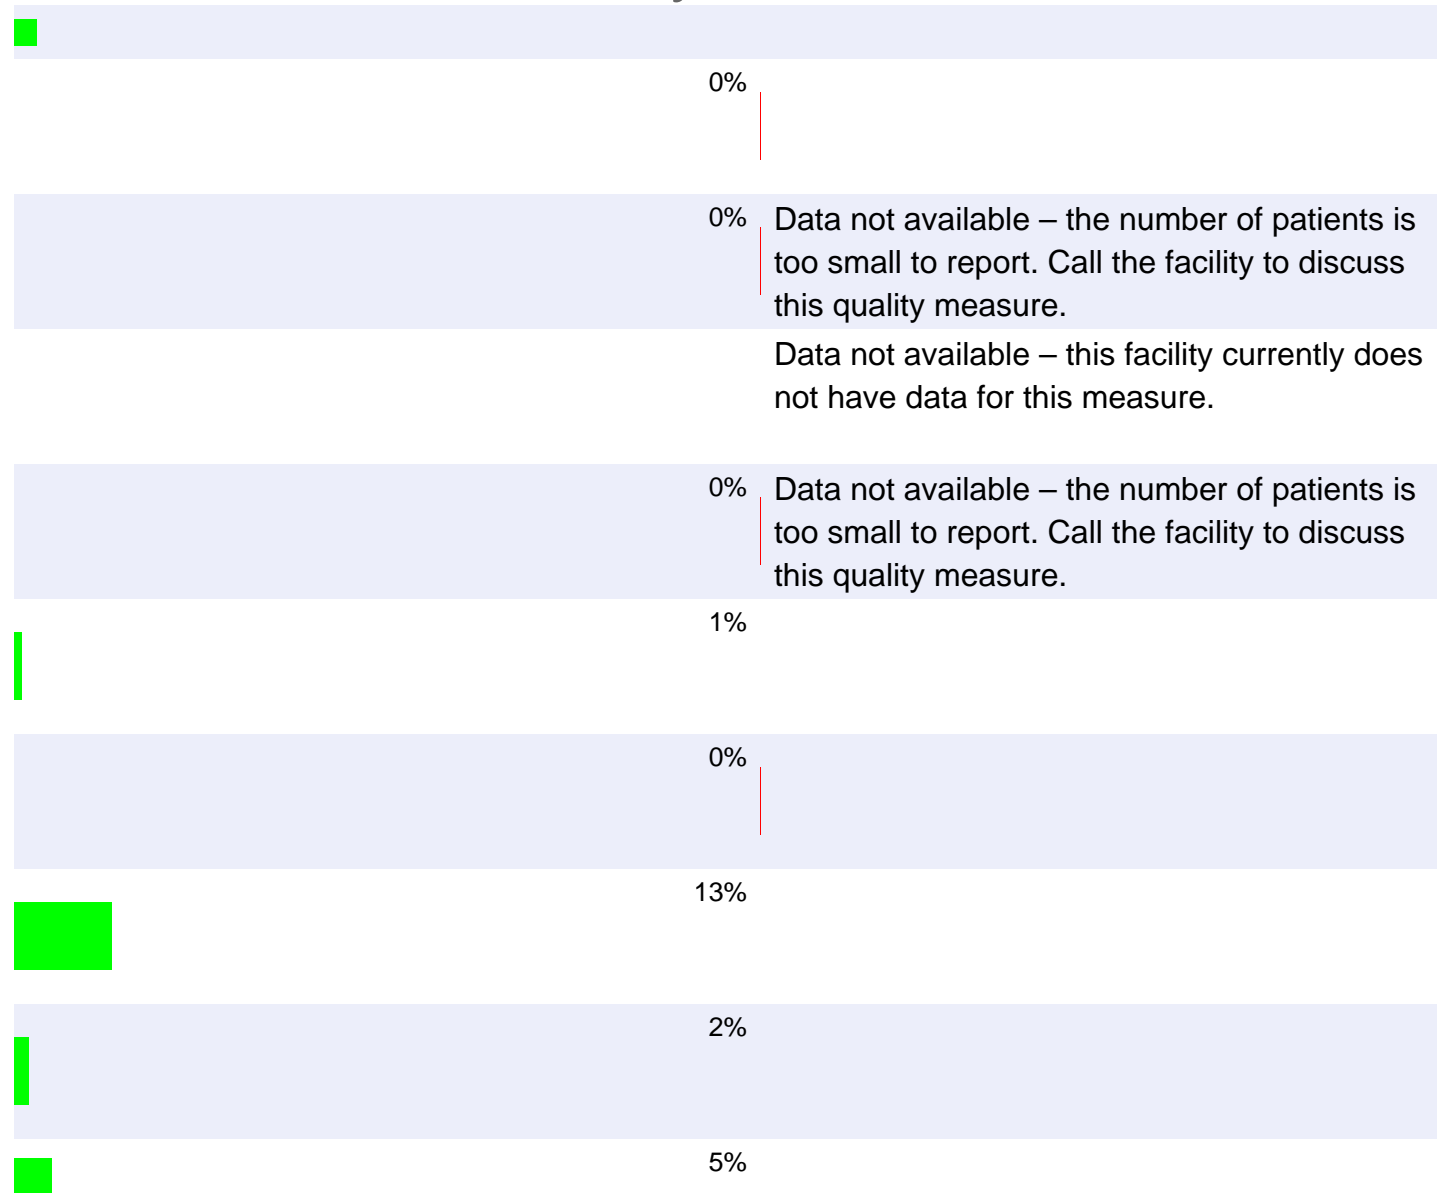 0%
0%
Data not available – the number of patients is
too small to report. Call the facility to discuss
this quality measure.
Data not available – this facility currently does
not have data for this measure.
0%
Data not available – the number of patients is
too small to report. Call the facility to discuss
this quality measure.
1%
0%
13%
2%
5%